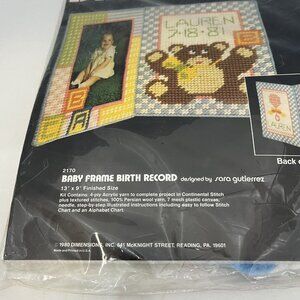 LAUREN
7·18·81
B
B
E
A
LAUREN
Back o
2170
BABY FRAME BIRTH RECORD designed by sara gutierrez
13" x 9" Finished Size
Kit Contains: 4-ply Acrylic yarn to complete project in Continental Stitch
plus textured stitches, 100% Persian wool yarn, 7 mesh plastic canvas,
needle, step-by-step illustrated instructions including easy to follow Stitch
Chart and an Alphabet Chart.
© 1980 DIMENSIONS, INC. 641 McKNIGHT STREET, READING, PA. 19601